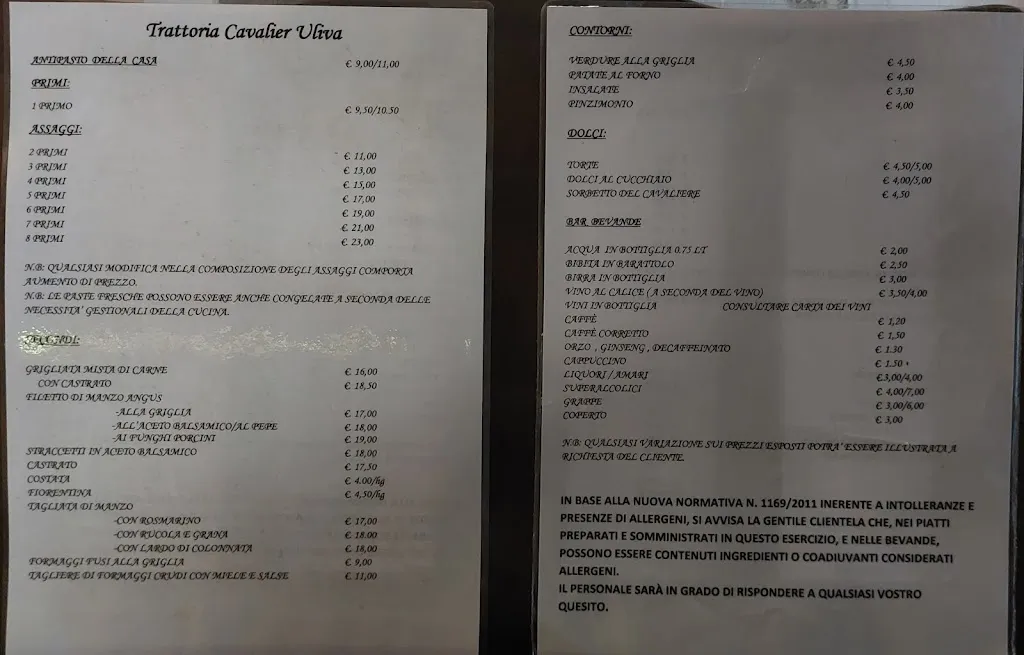 Trattoria Cavalier Uliva
ANTIPASTO DELLA CASA € 9,00/11,00
PRIMI:
1 PRIMO € 9,50/10.50
ASSAGGI:
2 PRIMI € 11,00
3 PRIMI € 13,00
4 PRIMI € 15,00
5 PRIMI € 17,00
6 PRIMI € 19,00
7 PRIMI € 21,00
8 PRIMI € 23,00
N.B: QUALSIASI MODIFICA NELLA COMPOSIZIONE DEGLI ASSAGGI COMPORTA
AUMENTO DI PREZZO.
N.B: LE PASTE FRESCHE POSSONO ESSERE ANCHE CONGELATE A SECONDA DELLE
NECESSITA' GESTIONALI DELLA CUCINA.
SECONDI:
GRIGLIATA MISTA DI CARNE € 16,00
CON CASTRATO € 18,50
FILETTO DI MANZO ANGUS
-ALLA GRIGLIA € 17,00
-ALL'ACETO BALSAMICO/AL PEPE € 18,00
-AI FUNGHI PORCINI € 19,00
STRACCETTI IN ACETO BALSAMICO € 18,00
CASTRATO € 17,50
COSTATA € 4.00/hg
FIORENTINA € 4,50/hg
TAGLIATA DI MANZO
-CON ROSMARINO € 17,00
-CON RUCOLA E GRANA € 18.00
-CON LARDO DI COLONNATA € 18,00
FORMAGGI FUSI ALLA GRIGLIA € 9,00
TAGLIERE DI FORMAGGI CRUDI CON MIELE E SALSE € 11,00
CONTORNI:
VERDURE ALLA GRIGLIA € 4,50
PATATE AL FORNO € 4,00
INSALATE € 3,50
PINZIMONIO € 4,00
DOLCI:
TORTE € 4,50/5,00
DOLCI AL CUCCHIAIO € 4,00/5,00
SORBETTO DEL CAVALIERE € 4,50
BAR BEVANDE
ACQUA IN BOTTIGLIA 0.75 LT € 2,00
BIBITA IN BARATTOLO € 2,50
BIRRA IN BOTTIGLIA € 3,00
VINO AL CALICE (A SECONDA DEL VINO) € 3,50/4,00
VINI IN BOTTIGLIA CONSULTARE CARTA DEI VINI
CAFFÈ € 1,20
CAFFÈ CORRETTO € 1,50
ORZO , GINSENG , DECAFFEINATO € 1.30
CAPPUCCINO € 1.50
LIQUORI / AMARI €3,00/4,00
SUPERALCOLICI € 4,00/7,00
GRAPPE € 3,00/6,00
COPERTO € 3,00
N.B: QUALSIASI VARIAZIONE SUI PREZZI ESPOSTI POTRA' ESSERE ILLUSTRATA A
RICHIESTA DEL CLIENTE.
IN BASE ALLA NUOVA NORMATIVA N. 1169/2011 INERENTE A INTOLLERANZE E
PRESENZE DI ALLERGENI, SI AVVISA LA GENTILE CLIENTELA CHE, NEI PIATTI
PREPARATI E SOMMINISTRATI IN QUESTO ESERCIZIO, E NELLE BEVANDE,
POSSONO ESSERE CONTENUTI INGREDIENTI O COADIUVANTI CONSIDERATI
ALLERGENI.
IL PERSONALE SARÀ IN GRADO DI RISPONDERE A QUALSIASI VOSTRO
QUESITO.